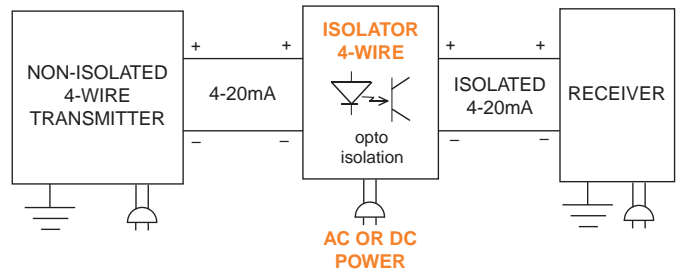 ISOLATOR
4-WIRE
+ + + +
NON-ISOLATED
4-WIRE
TRANSMITTER
4-20mA
ISOLATED
4-20mA
RECEIVER
opto
isolation
– – – –
AC OR DC
POWER